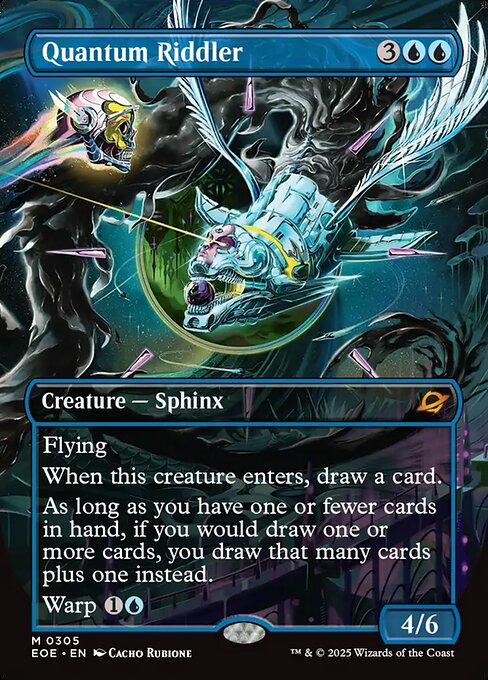 Quantum Riddler 3
Creature — Sphinx
Flying
When this creature enters, draw a card.
As long as you have one or fewer cards
in hand, if you would draw one or
more cards, you draw that many cards
plus one instead.
Warp 1
4/6
M 0305
EOE • EN Cacho Rubione
™ & © 2025 Wizards of the Coast